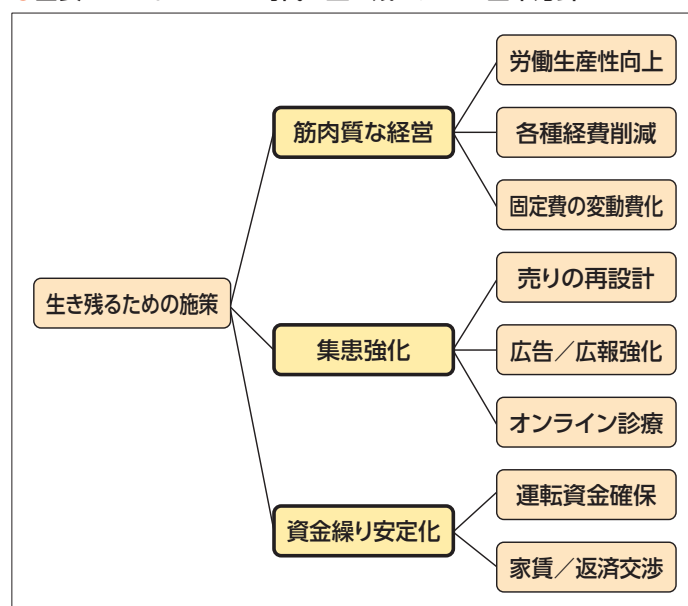 生き残るための施策
筋肉質な経営
労働生産性向上
各種経費削減
固定費の変動費化
集患強化
売りの再設計
広告／広報強化
オンライン診療
資金繰り安定化
運転資金確保
家賃／返済交渉